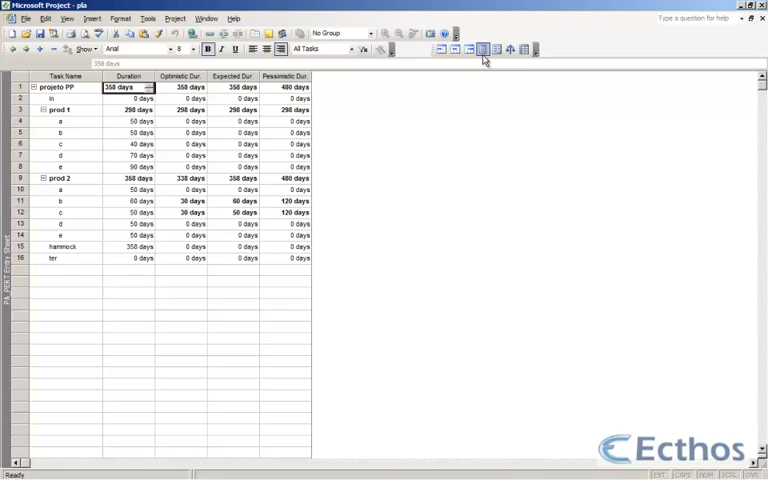 Microsoft Project - pla
File Edit View Insert Format Tools Project Window Help
Type a question for help
No Group
Show Arial 8 B I U All Tasks
358 days
Task Name Duration Optimistic Dur. Expected Dur. Pessimistic Dur.
1 projeto PP 358 days 358 days 358 days 480 days
2 in 0 days 0 days 0 days 0 days
3 prod 1 298 days 298 days 298 days 298 days
4 a 50 days 0 days 0 days 0 days
5 b 50 days 0 days 0 days 0 days
6 c 40 days 0 days 0 days 0 days
7 d 70 days 0 days 0 days 0 days
8 e 90 days 0 days 0 days 0 days
9 prod 2 358 days 338 days 358 days 480 days
10 a 50 days 0 days 0 days 0 days
11 b 60 days 30 days 60 days 120 days
12 c 50 days 30 days 50 days 120 days
13 d 50 days 0 days 0 days 0 days
14 e 50 days 0 days 0 days 0 days
15 hammock 358 days 0 days 0 days 0 days
16 ter 0 days 0 days 0 days 0 days
PA_PERT Entry Sheet
Ecthos
Ready
EXT CAPS NUM SCRL OVR